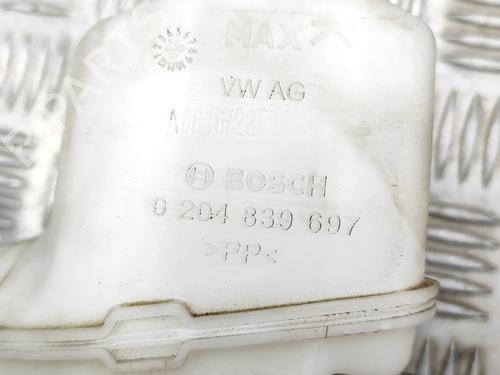 MAX
VW AG
BOSCH
0 204 839 697
>PP<